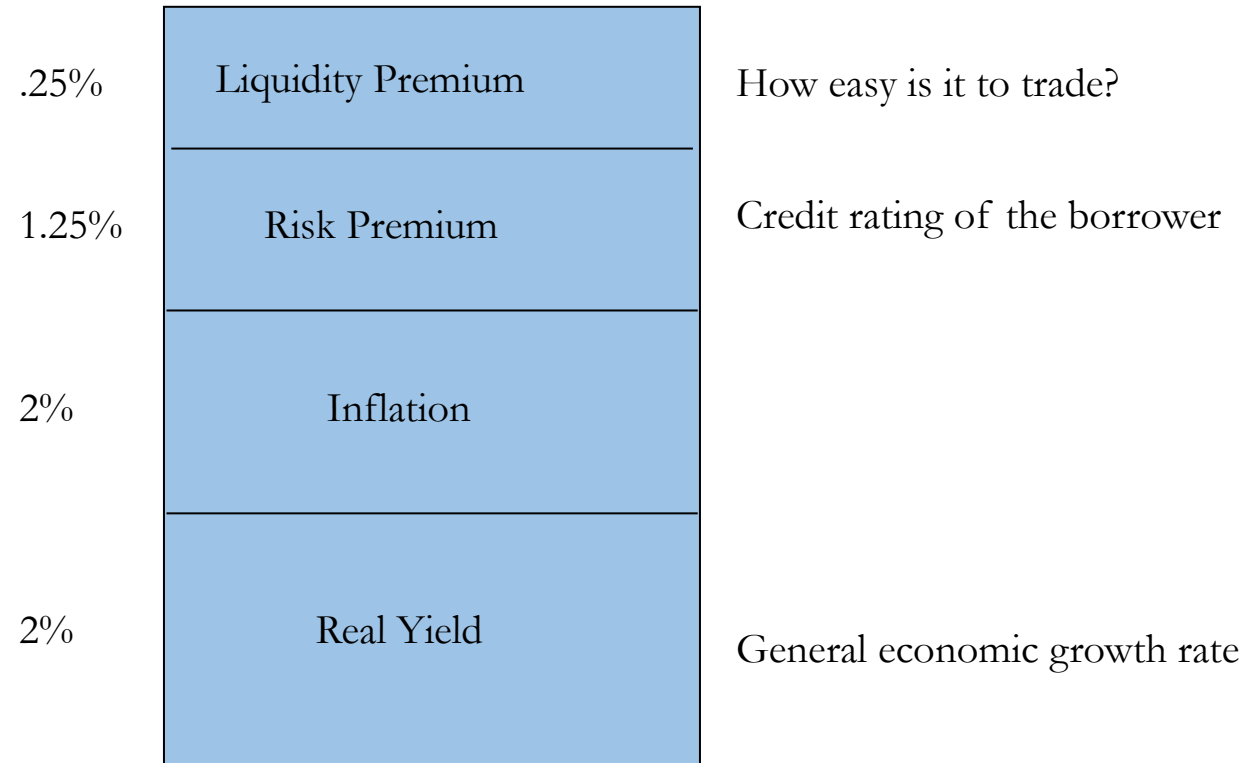 .25%
Liquidity Premium
How easy is it to trade?
1.25%
Risk Premium
Credit rating of the borrower
2%
Inflation
2%
Real Yield
General economic growth rate